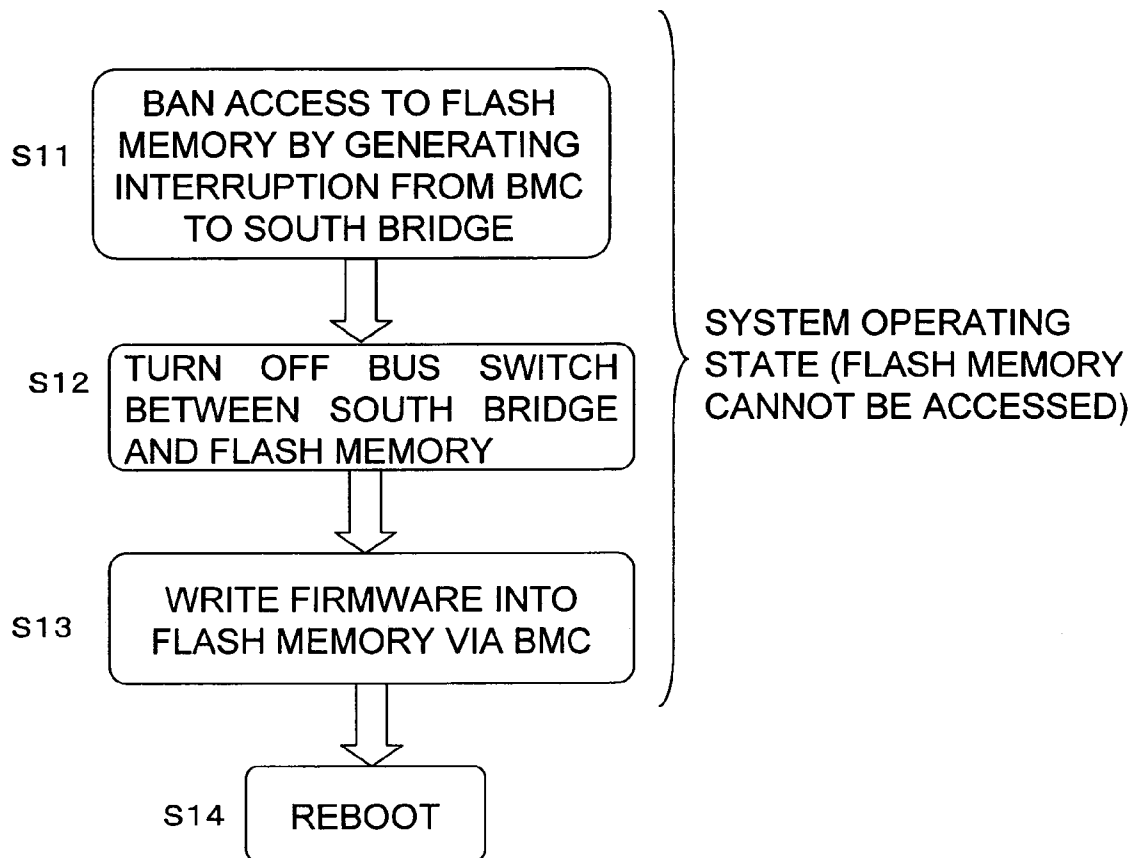 S11
BAN ACCESS TO FLASH
MEMORY BY GENERATING
INTERRUPTION FROM BMC
TO SOUTH BRIDGE
S12
TURN OFF BUS SWITCH
BETWEEN SOUTH BRIDGE
AND FLASH MEMORY
SYSTEM OPERATING
STATE (FLASH MEMORY
CANNOT BE ACCESSED)
S13
WRITE FIRMWARE INTO
FLASH MEMORY VIA BMC
S14
REBOOT